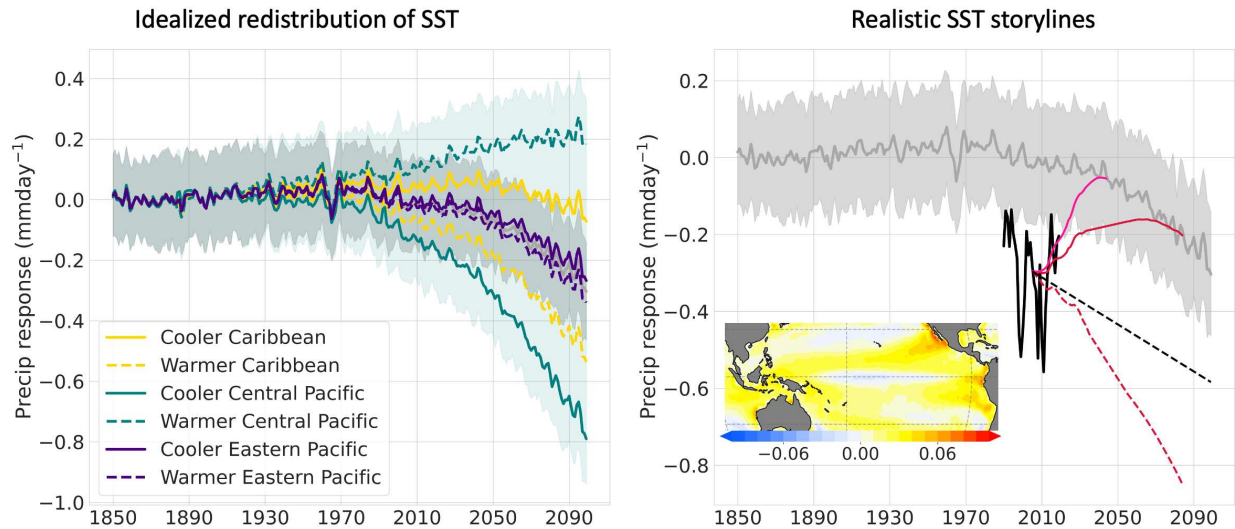 Idealized redistribution of SST
Precip response (mmday⁻¹)
0.4
0.2
0.0
−0.2
−0.4
−0.6
−0.8
−1.0
Cooler Caribbean
Warmer Caribbean
Cooler Central Pacific
Warmer Central Pacific
Cooler Eastern Pacific
Warmer Eastern Pacific
1850 1890 1930 1970 2010 2050 2090
Realistic SST storylines
Precip response (mmday⁻¹)
0.2
0.0
−0.2
−0.4
−0.6
−0.8
−0.06 0.00 0.06
1850 1890 1930 1970 2010 2050 2090